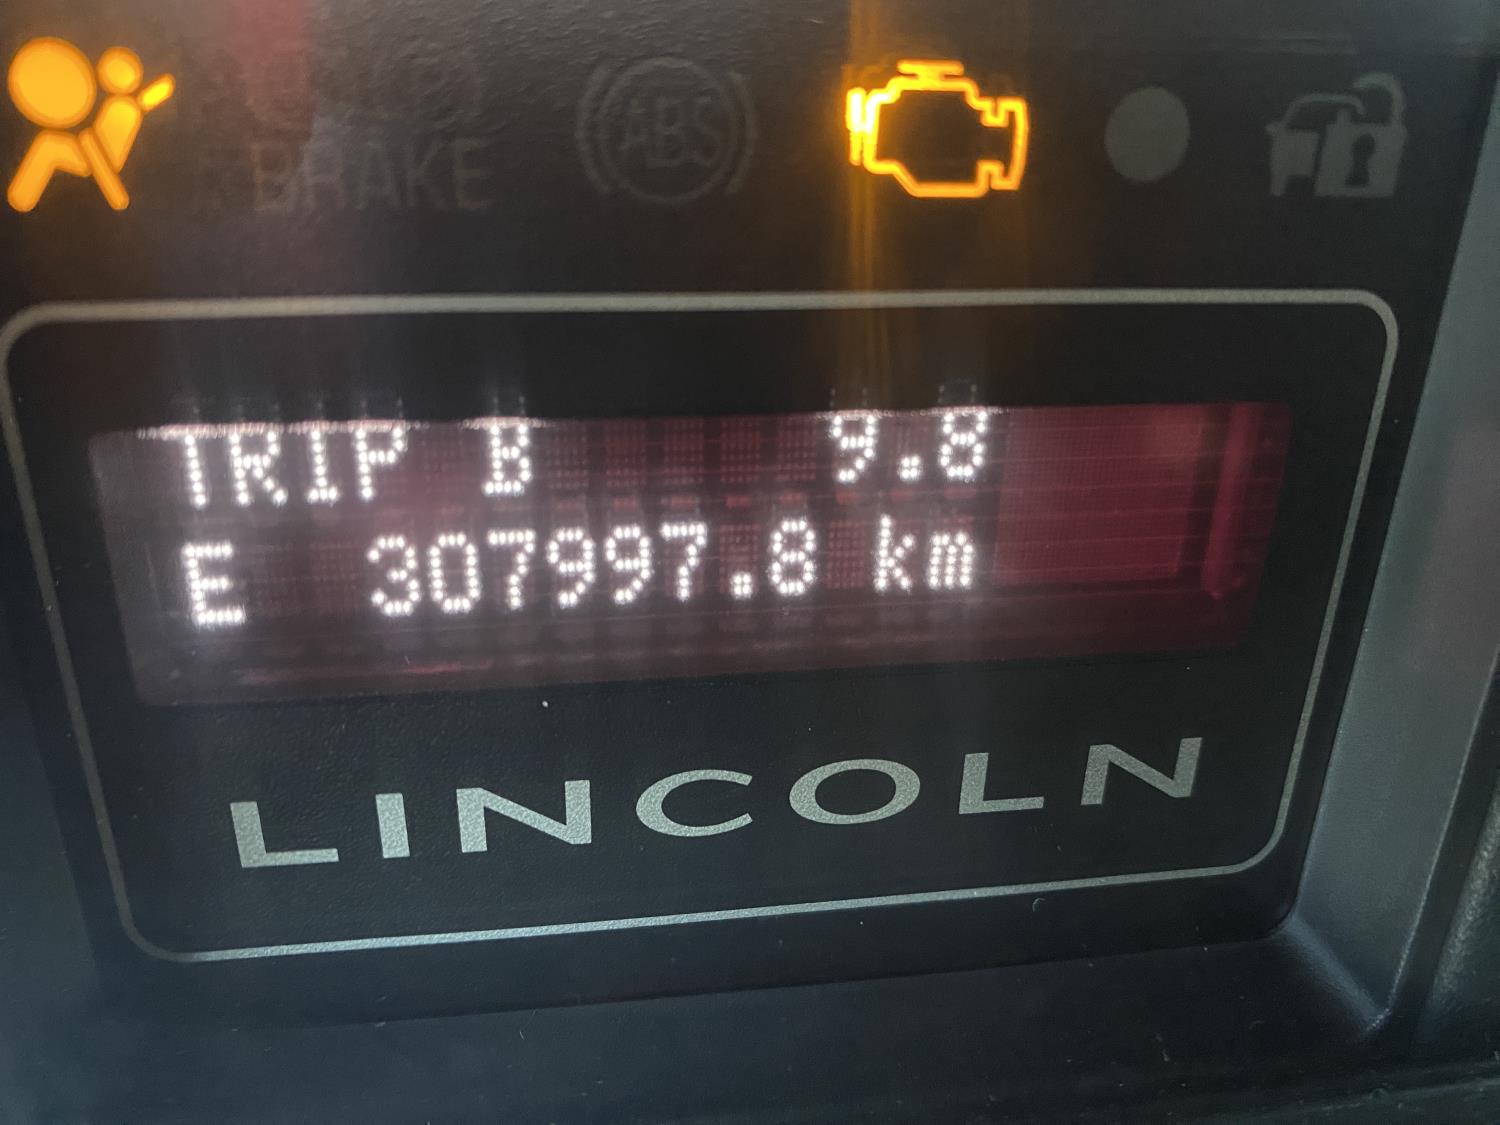 BRAKE ABS
TRIP B 9.8
E 307997.8 km
LINCOLN